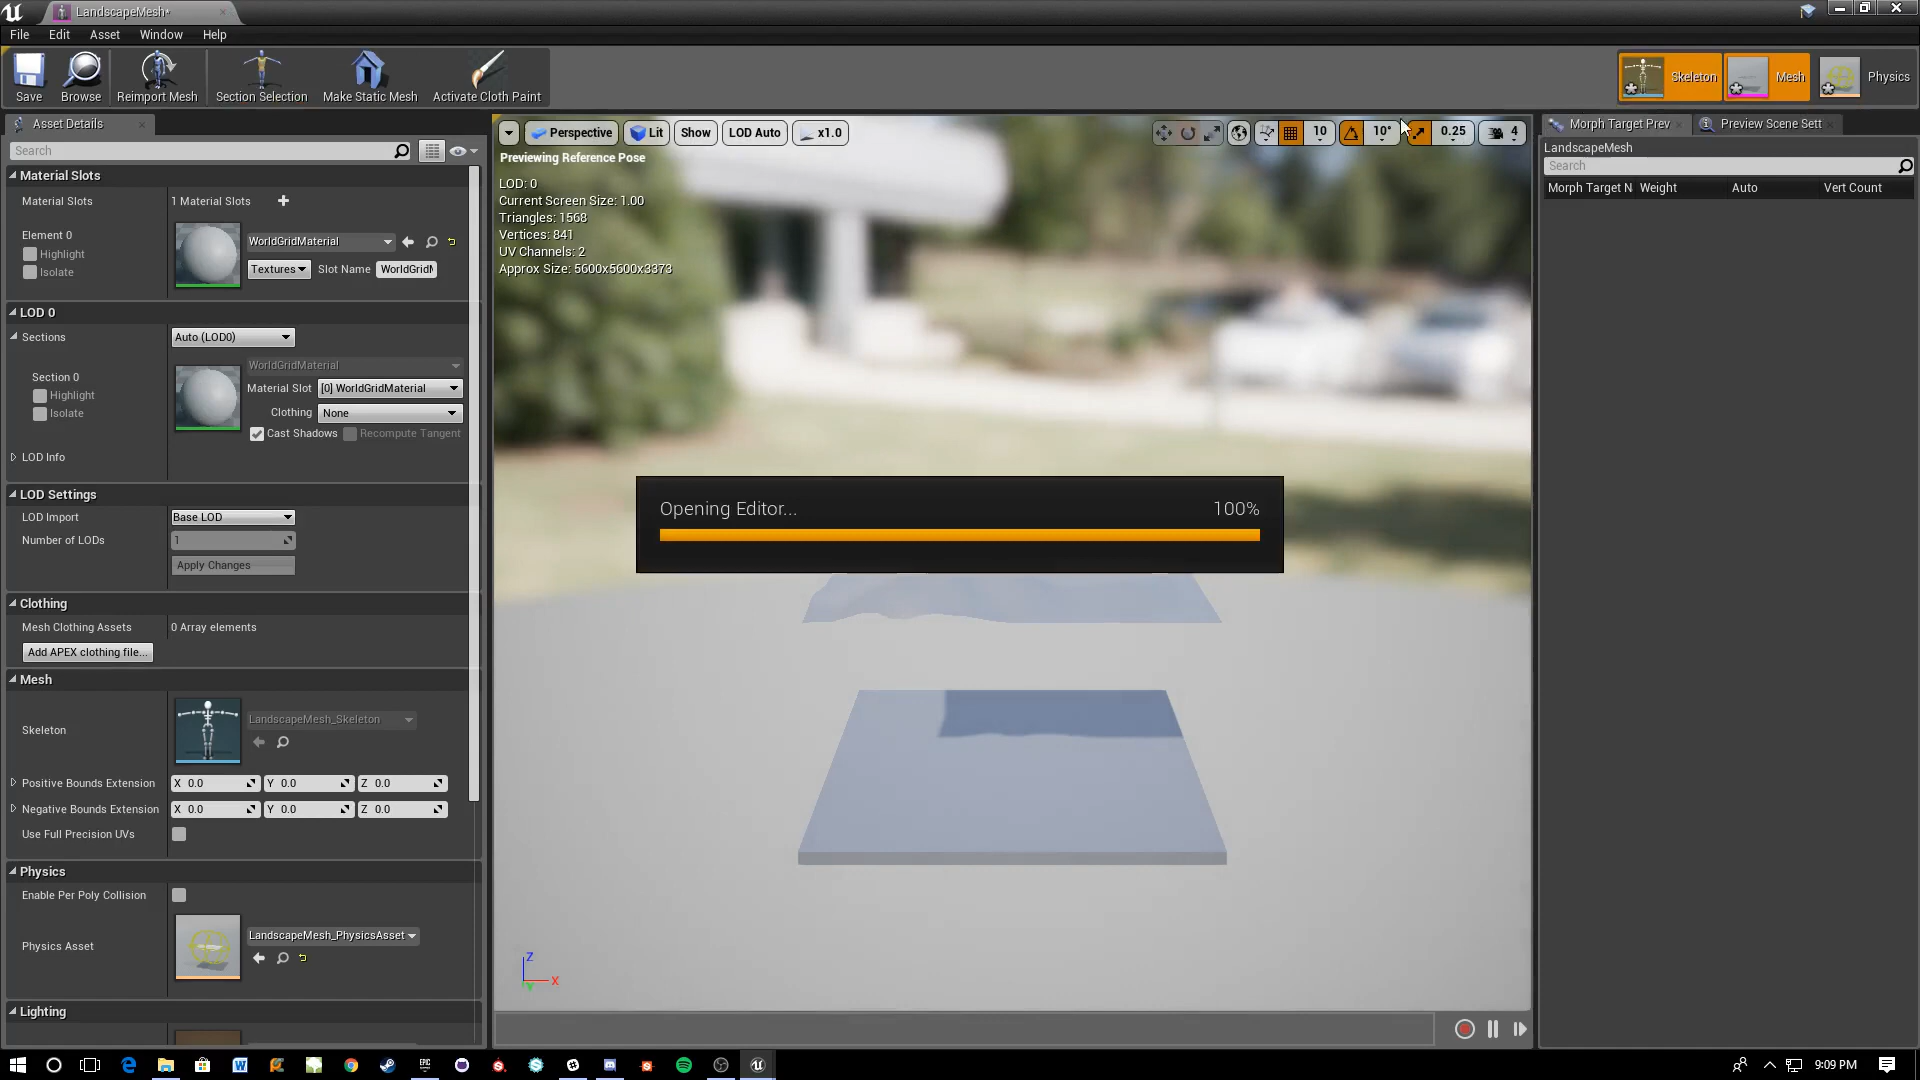 LandscapeMesh*
File Edit Asset Window Help
Save Browse Reimport Mesh Section Selection Make Static Mesh Activate Cloth Paint Skeleton Mesh Physics
Asset Details
Search
Material Slots
Material Slots 1 Material Slots
Element 0
Highlight
Isolate
WorldGridMaterial
Textures Slot Name WorldGridM
LOD 0
Sections Auto (LOD0)
WorldGridMaterial
Section 0
Highlight
Isolate
Material Slot [0] WorldGridMaterial
Clothing None
Cast Shadows Recompute Tangent
LOD Info
LOD Settings
LOD Import Base LOD
Number of LODs 1
Apply Changes
Clothing
Mesh Clothing Assets 0 Array elements
Add APEX clothing file...
Mesh
Skeleton LandscapeMesh_Skeleton
Positive Bounds Extension X 0.0 Y 0.0 Z 0.0
Negative Bounds Extension X 0.0 Y 0.0 Z 0.0
Use Full Precision UVs
Physics
Enable Per Poly Collision
Physics Asset LandscapeMesh_PhysicsAsset
Lighting
Perspective Lit Show LOD Auto x1.0 10 10° 0.25 4
Previewing Reference Pose
LOD: 0
Current Screen Size: 1.00
Triangles: 1568
Vertices: 841
UV Channels: 2
Approx Size: 5600x5600x3373
Opening Editor... 100%
Z
X
Y
Morph Target Prev Preview Scene Sett
LandscapeMesh
Search
Morph Target N Weight Auto Vert Count
EPIC
9:09 PM